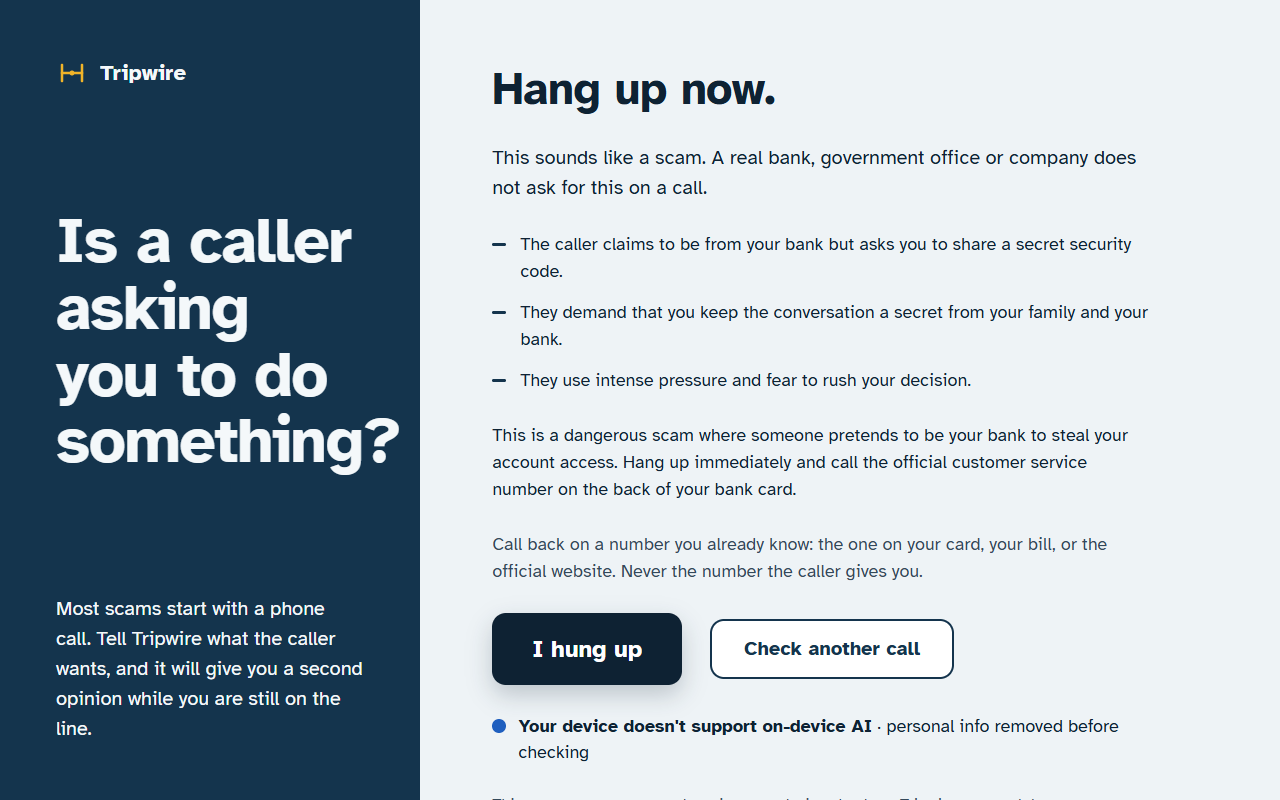 Tripwire
Is a caller
asking
you to do
something?
Most scams start with a phone
call. Tell Tripwire what the caller
wants, and it will give you a second
opinion while you are still on the
line.
Hang up now.
This sounds like a scam. A real bank, government office or company does
not ask for this on a call.
The caller claims to be from your bank but asks you to share a secret security
code.
They demand that you keep the conversation a secret from your family and your
bank.
They use intense pressure and fear to rush your decision.
This is a dangerous scam where someone pretends to be your bank to steal your
account access. Hang up immediately and call the official customer service
number on the back of your bank card.
Call back on a number you already know: the one on your card, your bill, or the
official website. Never the number the caller gives you.
I hung up
Check another call
Your device doesn't support on-device AI · personal info removed before
checking